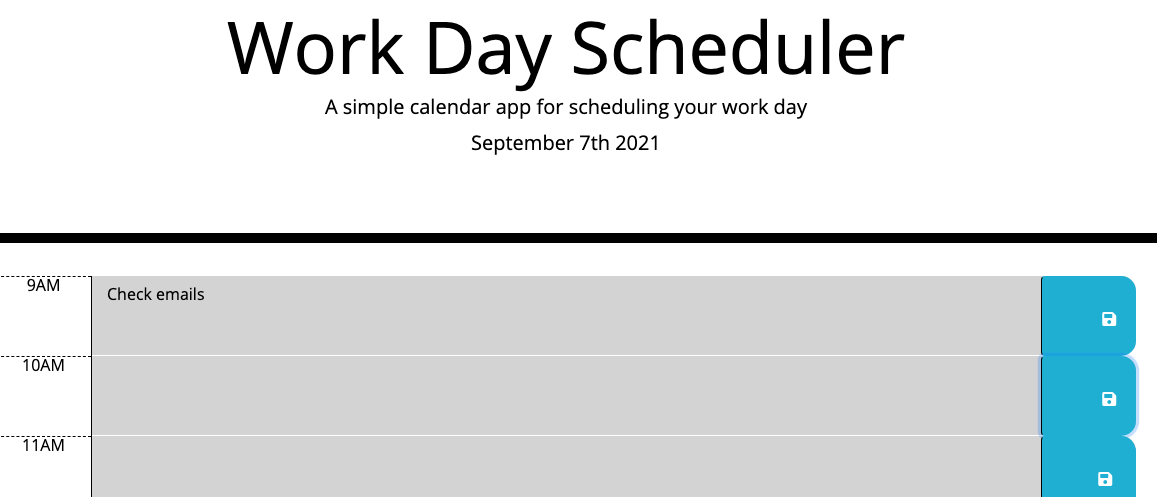 Work Day Scheduler
A simple calendar app for scheduling your work day
September 7th 2021
9AM
Check emails
10AM
11AM